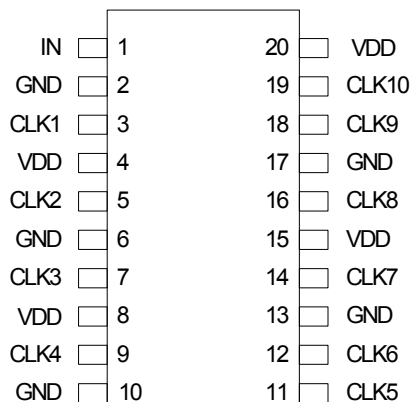 IN 1 20 VDD
GND 2 19 CLK10
CLK1 3 18 CLK9
VDD 4 17 GND
CLK2 5 16 CLK8
GND 6 15 VDD
CLK3 7 14 CLK7
VDD 8 13 GND
CLK4 9 12 CLK6
GND 10 11 CLK5